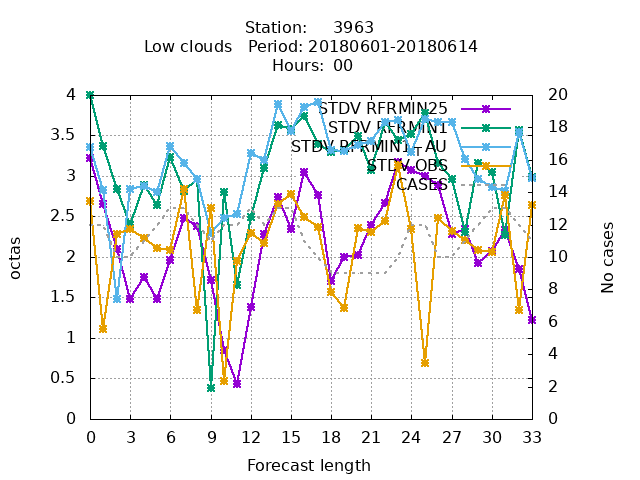 Station: 3963
Low clouds Period: 20180601-20180614
Hours: 00
4
3.5
3
2.5
2
1.5
1
0.5
0
20
18
16
14
12
10
8
6
4
2
0
octas
No cases
STDV RFRMIN25
STDV RFRMIN1
STDV RFRMIN1+AU
STDV OBS
CASES
0 3 6 9 12 15 18 21 24 27 30 33
Forecast length